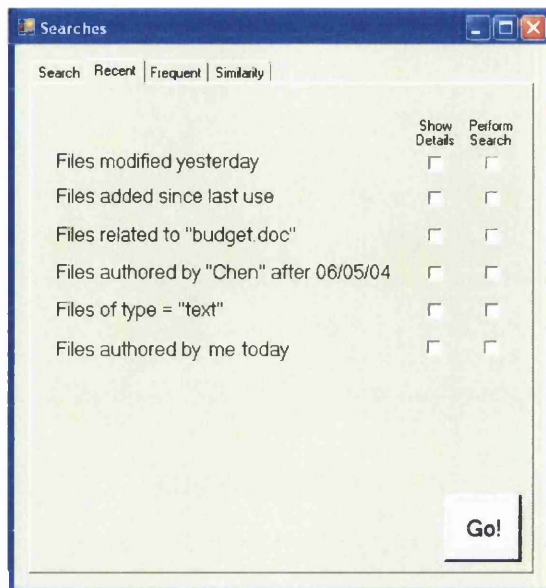 Searches
Search Recent Frequent Similarity
Show Perform
Details Search
Files modified yesterday
Files added since last use
Files related to "budget.doc"
Files authored by "Chen" after 06/05/04
Files of type = "text"
Files authored by me today
Go!